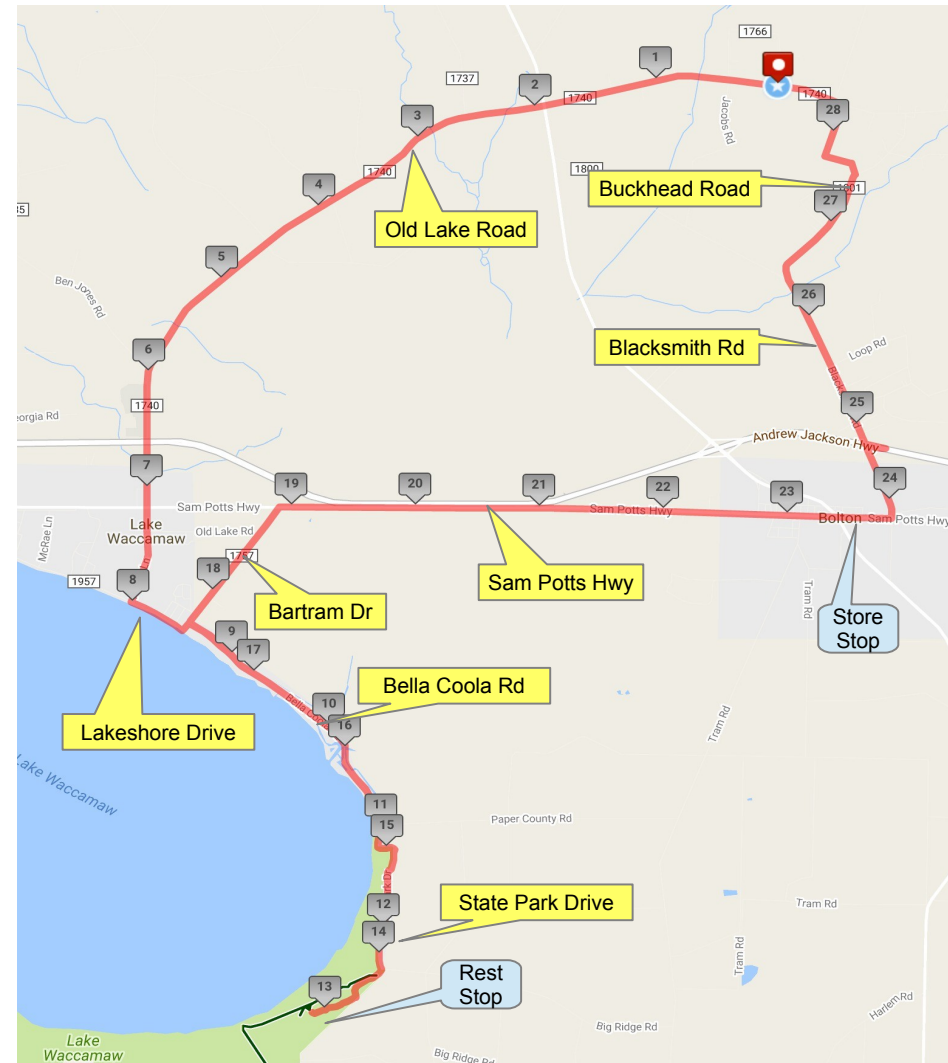 1766
1
1737
2
1740
1740
28
Jacobs Rd
3
1740
1800
1801
Buckhead Road
4
27
Old Lake Road
5
Ben Jones Rd
26
Blacksmith Rd
Loop Rd
6
1740
25
eorgia Rd
Andrew Jackson Hwy
7
24
19
20
21
22
23
Sam Potts Hwy
Sam Potts Hwy
Bolton
Sam Potts Hwy
Lake
Waccamaw
Old Lake Rd
McRae Ln
1757
18
1957
8
Sam Potts Hwy
Bartram Dr
Tram Rd
Store
Stop
9
17
Bella Coola Rd
10
16
Bella Coo
Lakeshore Drive
Tram Rd
Lake Waccamaw
11
15
Paper County Rd
12
State Park Drive
Tram Rd
14
Tram Rd
13
Rest
Stop
Harlem Rd
Big Ridge Rd
Lake
Waccamaw
Big Ridge Rd